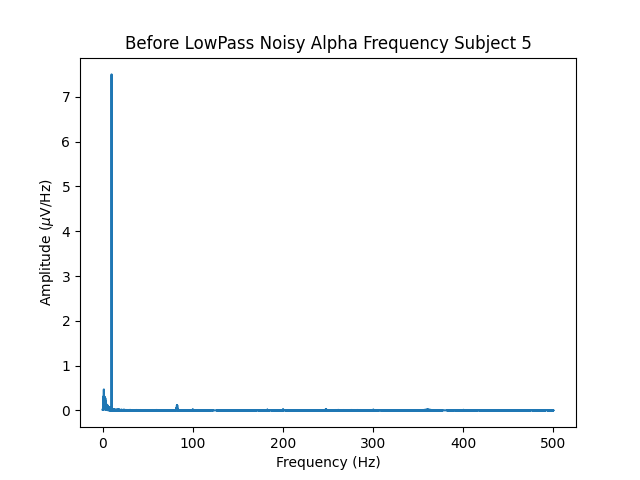 Before LowPass Noisy Alpha Frequency Subject 5
7
6
5
4
3
2
1
0
Amplitude (μV/Hz)
0 100 200 300 400 500
Frequency (Hz)